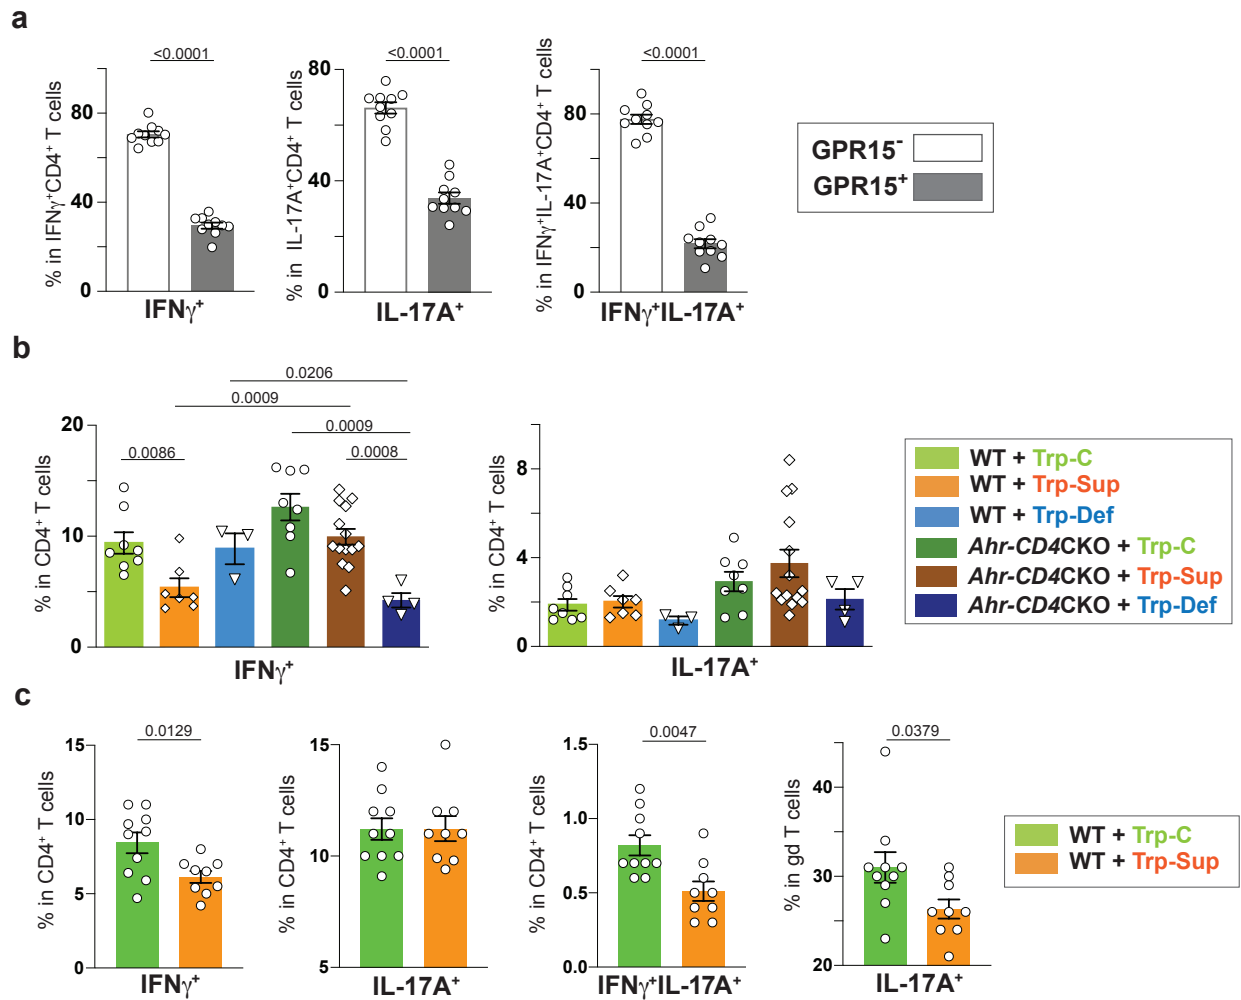 a
<0.0001
<0.0001
<0.0001
% in IFNγ⁺CD4⁺ T cells
80
40
0
IFNγ⁺
% in IL-17A⁺CD4⁺ T cells
80
40
0
IL-17A⁺
% in IFNγ⁺IL-17A⁺CD4⁺ T cells
80
40
0
IFNγ⁺IL-17A⁺
GPR15⁻
GPR15⁺
b
0.0206
0.0009
0.0009
0.0086
0.0008
% in CD4⁺ T cells
20
10
0
IFNγ⁺
% in CD4⁺ T cells
8
4
0
IL-17A⁺
WT + Trp-C
WT + Trp-Sup
WT + Trp-Def
Ahr-CD4CKO + Trp-C
Ahr-CD4CKO + Trp-Sup
Ahr-CD4CKO + Trp-Def
c
0.0129
% in CD4⁺ T cells
15
10
5
0
IFNγ⁺
% in CD4⁺ T cells
15
10
5
IL-17A⁺
0.0047
% in CD4⁺ T cells
1.5
1.0
0.5
0.0
IFNγ⁺IL-17A⁺
0.0379
% in gd T cells
40
30
20
IL-17A⁺
WT + Trp-C
WT + Trp-Sup